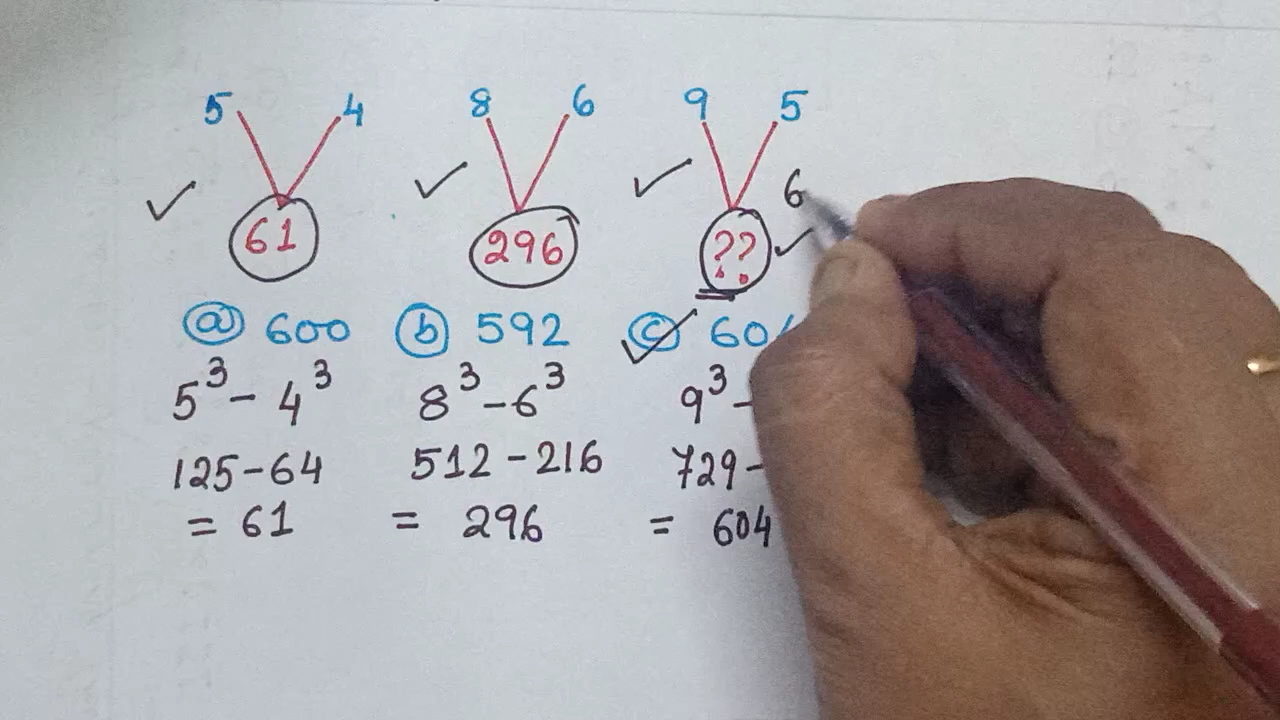 5 4 8 6 9 5
6
61 296 ??
(a) 600 (b) 592 (c) 60
5³ - 4³ 8³ - 6³ 9³ -
125 - 64 512 - 216 729 -
= 61 = 296 = 604